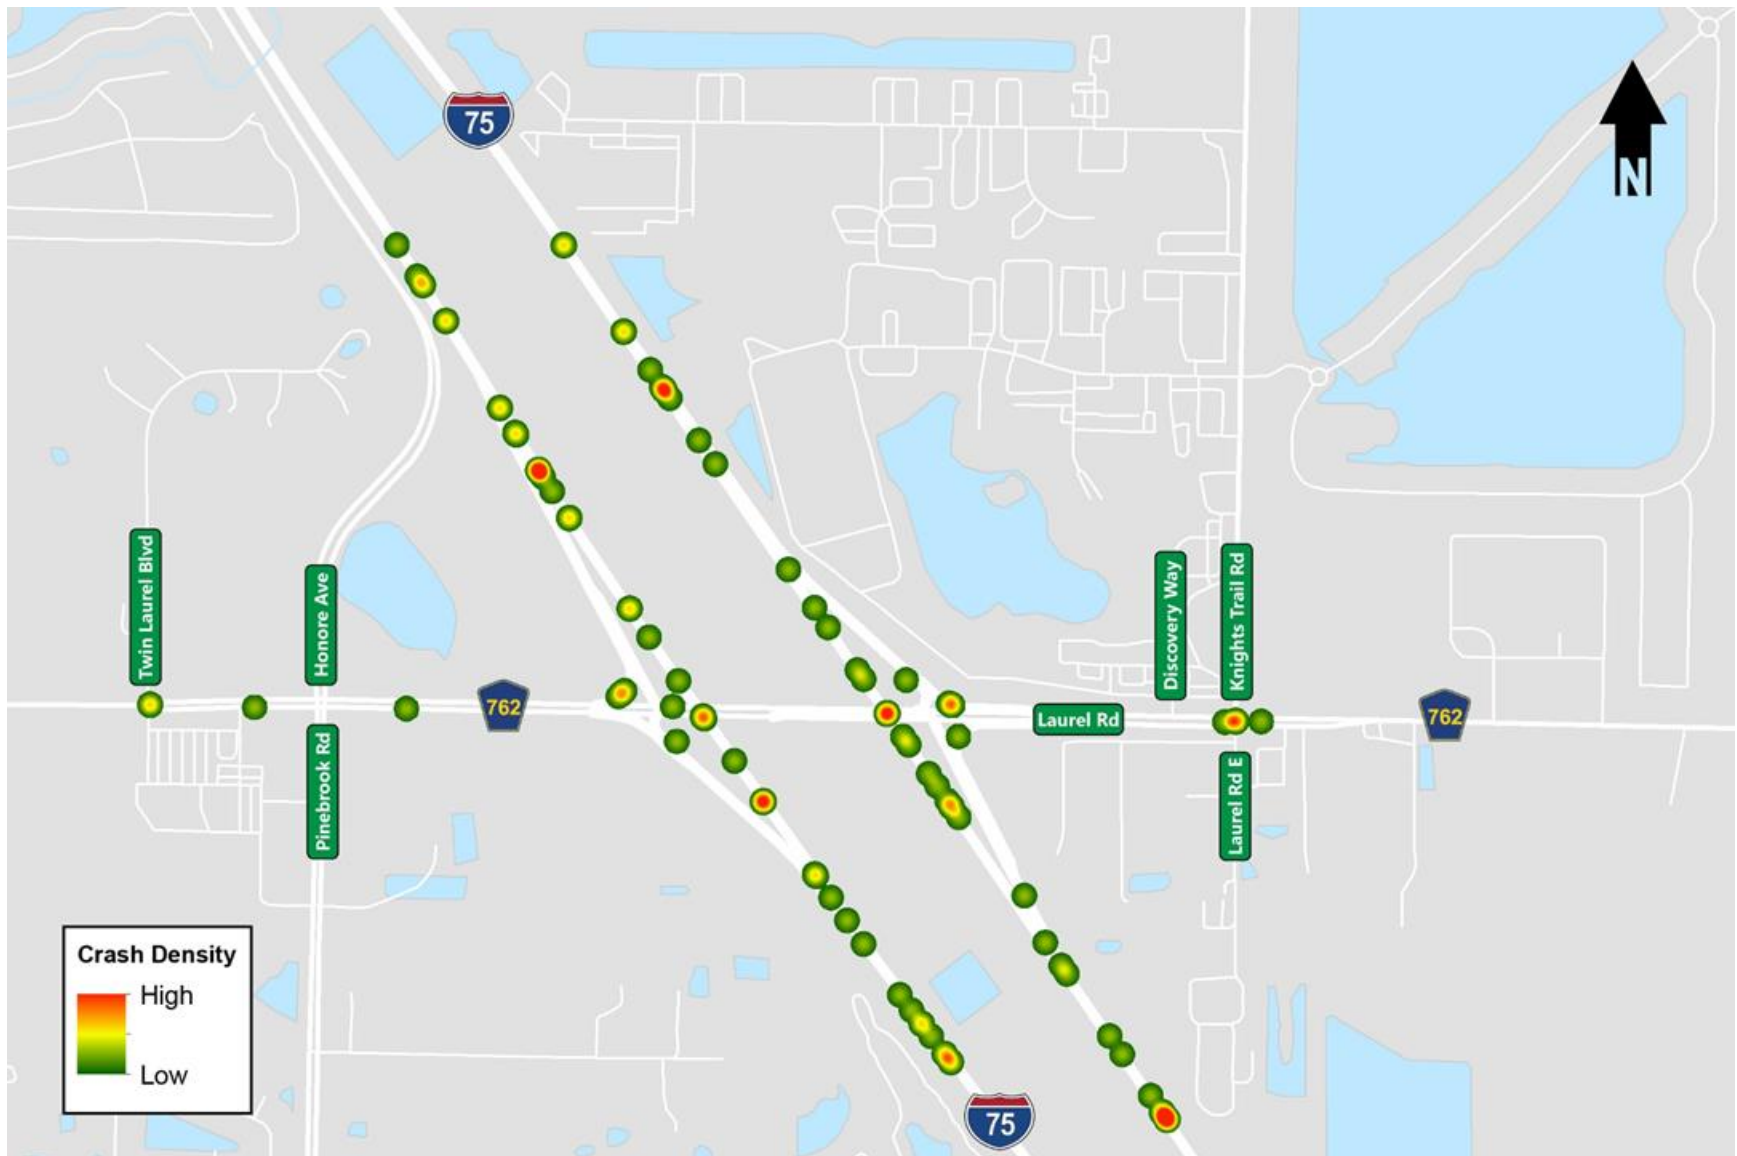 75
N
Twin Laurel Blvd
Honore Ave
Discovery Way
Knights Trail Rd
762
Laurel Rd
762
Pinebrook Rd
Laurel Rd E
Crash Density
High
Low
75